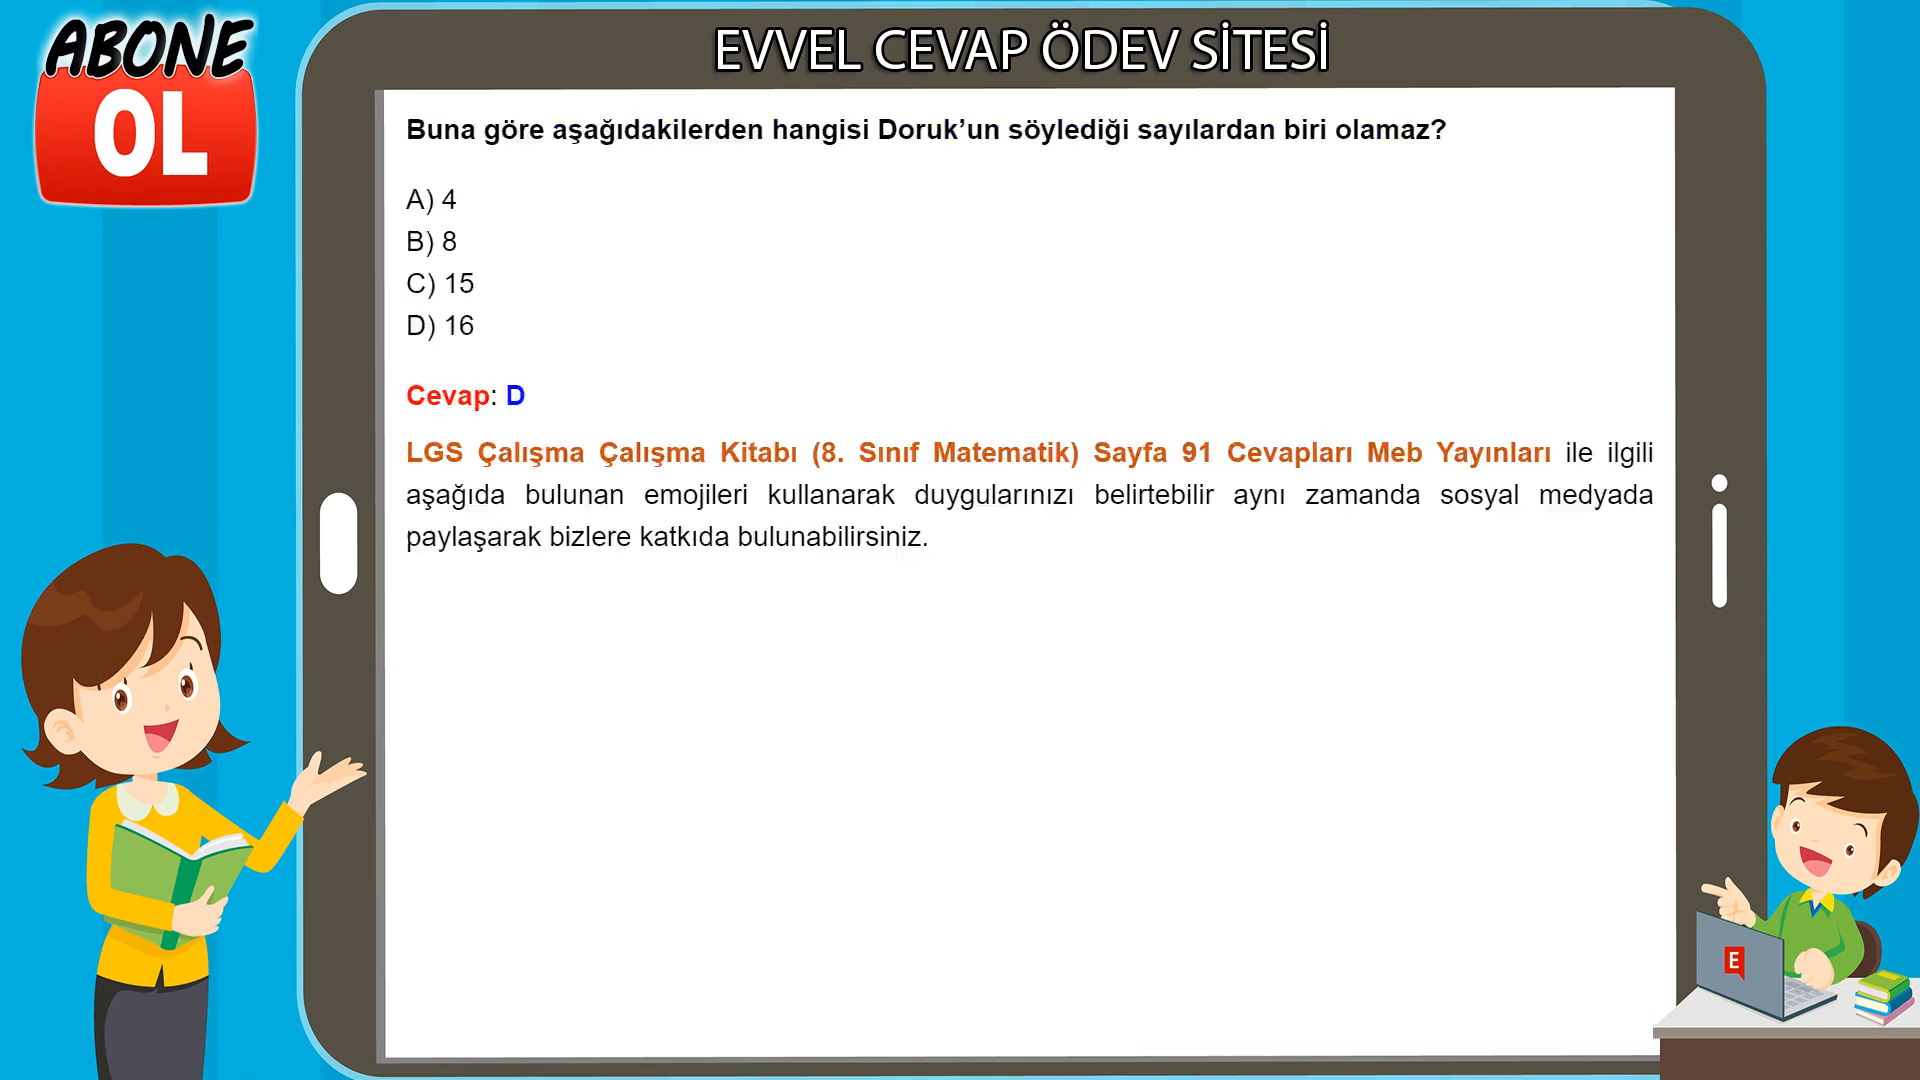 ABONE
OL
EVVEL CEVAP ÖDEV SİTESİ
Buna göre aşağıdakilerden hangisi Doruk’un söylediği sayılardan biri olamaz?
A) 4
B) 8
C) 15
D) 16
Cevap: D
LGS Çalışma Çalışma Kitabı (8. Sınıf Matematik) Sayfa 91 Cevapları Meb Yayınları ile ilgili
aşağıda bulunan emojileri kullanarak duygularınızı belirtebilir aynı zamanda sosyal medyada
paylaşarak bizlere katkıda bulunabilirsiniz.
E